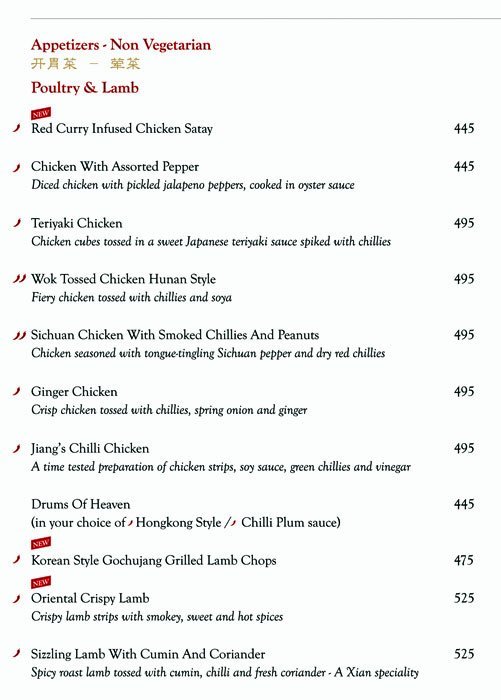 Appetizers - Non Vegetarian
开胃菜 – 荤菜
Poultry & Lamb
NEW
Red Curry Infused Chicken Satay 445
Chicken With Assorted Pepper 445
Diced chicken with pickled jalapeno peppers, cooked in oyster sauce
Teriyaki Chicken 495
Chicken cubes tossed in a sweet Japanese teriyaki sauce spiked with chillies
Wok Tossed Chicken Hunan Style 495
Fiery chicken tossed with chillies and soya
Sichuan Chicken With Smoked Chillies And Peanuts 495
Chicken seasoned with tongue-tingling Sichuan pepper and dry red chillies
Ginger Chicken 495
Crisp chicken tossed with chillies, spring onion and ginger
Jiang's Chilli Chicken 495
A time tested preparation of chicken strips, soy sauce, green chillies and vinegar
Drums Of Heaven 445
(in your choice of Hongkong Style / Chilli Plum sauce)
NEW
Korean Style Gochujang Grilled Lamb Chops 475
NEW
Oriental Crispy Lamb 525
Crispy lamb strips with smokey, sweet and hot spices
Sizzling Lamb With Cumin And Coriander 525
Spicy roast lamb tossed with cumin, chilli and fresh coriander - A Xian speciality